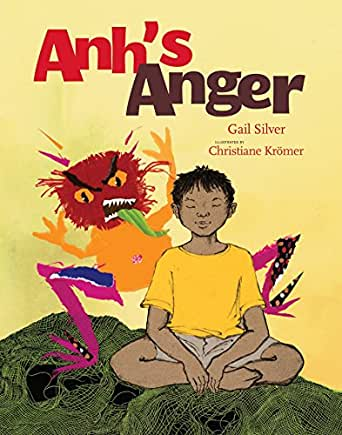 Anh's
Anger
Gail Silver
ILLUSTRATED BY
Christiane Krömer